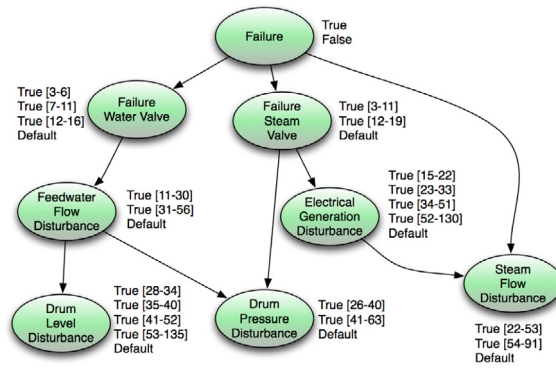 Failure
True
False
True [3-6]
True [7-11]
True [12-16]
Default
Failure
Water Valve
Failure
Steam
Valve
True [3-11]
True [12-19]
Default
Feedwater
Flow
Disturbance
True [11-30]
True [31-56]
Default
Electrical
Generation
Disturbance
True [15-22]
True [23-33]
True [34-51]
True [52-130]
Default
Steam
Flow
Disturbance
True [22-53]
True [54-91]
Default
Drum
Level
Disturbance
True [28-34]
True [35-40]
True [41-52]
True [53-135]
Default
Drum
Pressure
Disturbance
True [26-40]
True [41-63]
Default